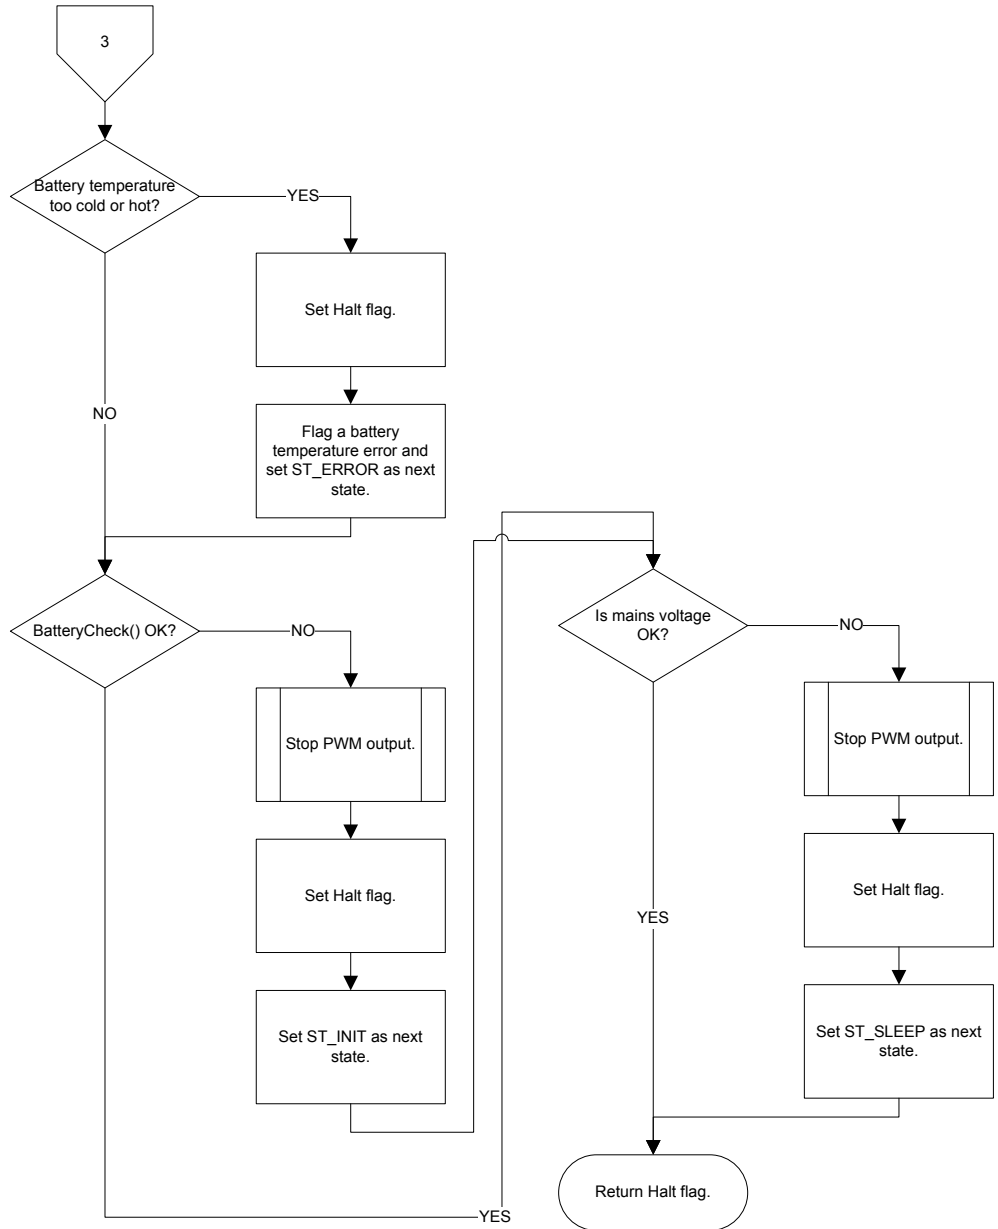 3
Battery temperature
too cold or hot?
YES
Set Halt flag.
NO
Flag a battery
temperature error and
set ST_ERROR as next
state.
BatteryCheck() OK?
NO
Stop PWM output.
Set Halt flag.
Set ST_INIT as next
state.
YES
Is mains voltage
OK?
NO
Stop PWM output.
Set Halt flag.
YES
Set ST_SLEEP as next
state.
Return Halt flag.